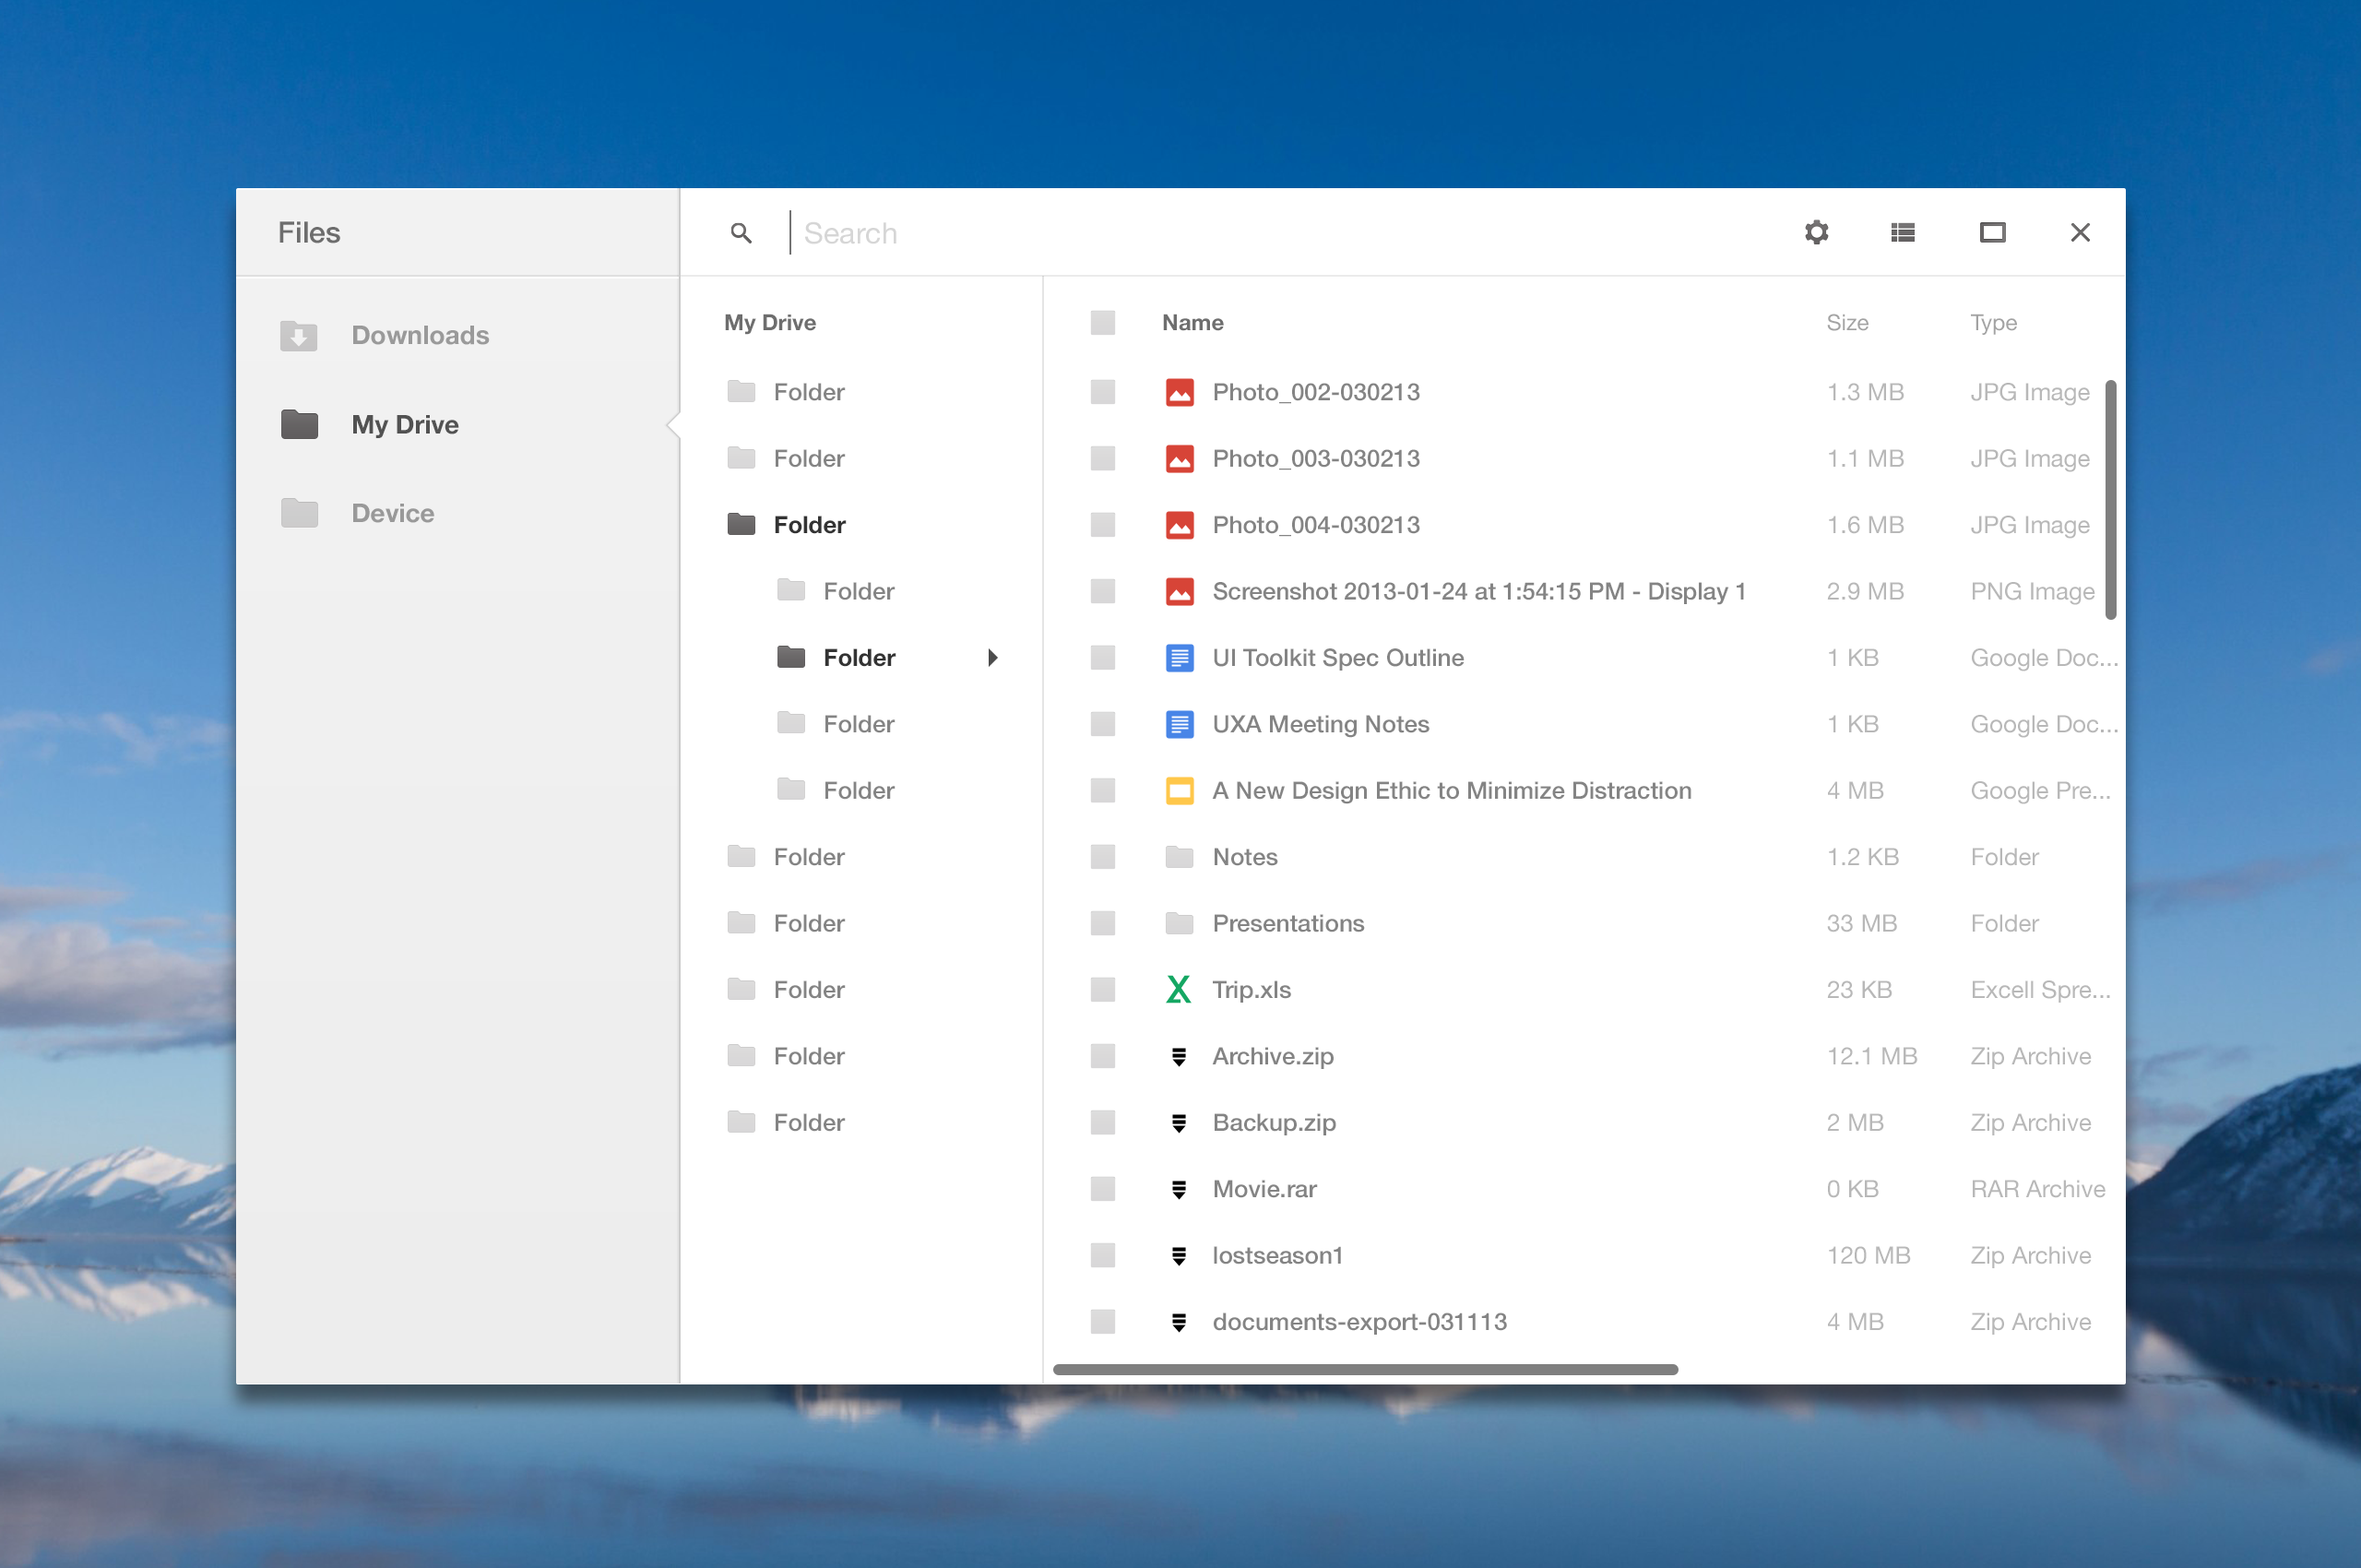 Files
Search
Downloads
My Drive
Device
My Drive
Folder
Folder
Folder
Folder
Folder
Folder
Folder
Folder
Folder
Folder
Folder
Folder
Name Size Type
Photo_002-030213 1.3 MB JPG Image
Photo_003-030213 1.1 MB JPG Image
Photo_004-030213 1.6 MB JPG Image
Screenshot 2013-01-24 at 1:54:15 PM - Display 1 2.9 MB PNG Image
UI Toolkit Spec Outline 1 KB Google Doc...
UXA Meeting Notes 1 KB Google Doc...
A New Design Ethic to Minimize Distraction 4 MB Google Pre...
Notes 1.2 KB Folder
Presentations 33 MB Folder
Trip.xls 23 KB Excell Spre...
Archive.zip 12.1 MB Zip Archive
Backup.zip 2 MB Zip Archive
Movie.rar 0 KB RAR Archive
lostseason1 120 MB Zip Archive
documents-export-031113 4 MB Zip Archive